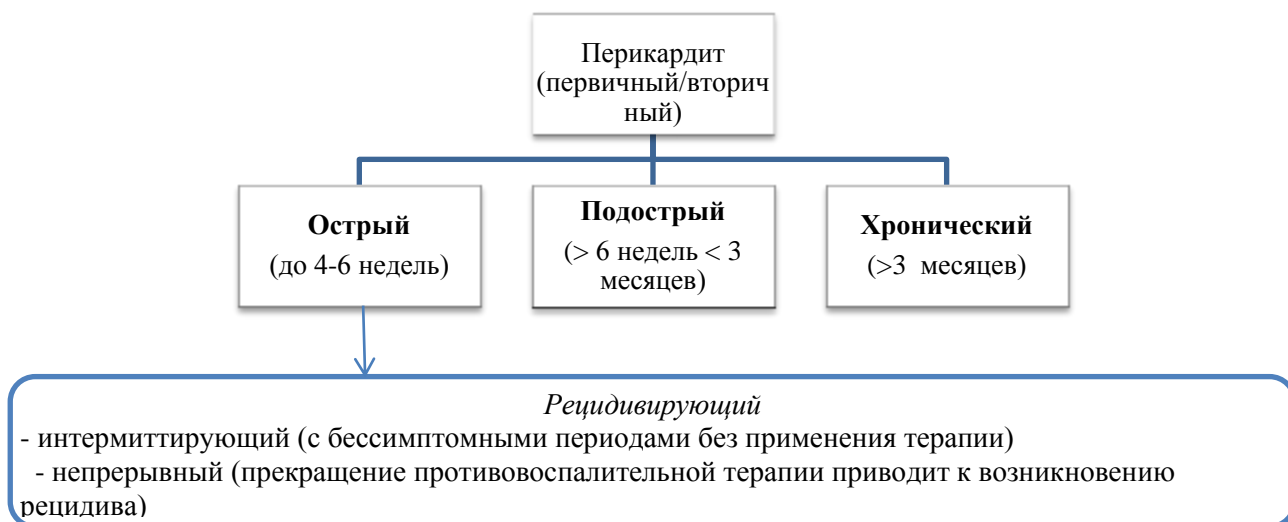 Перикардит
(первичный/вторич
ный)
Острый
(до 4-6 недель)
Подострый
(> 6 недель < 3
месяцев)
Хронический
(>3 месяцев)
Рецидивирующий
- интермиттирующий (с бессимптомными периодами без применения терапии)
- непрерывный (прекращение противовоспалительной терапии приводит к возникновению
рецидива)